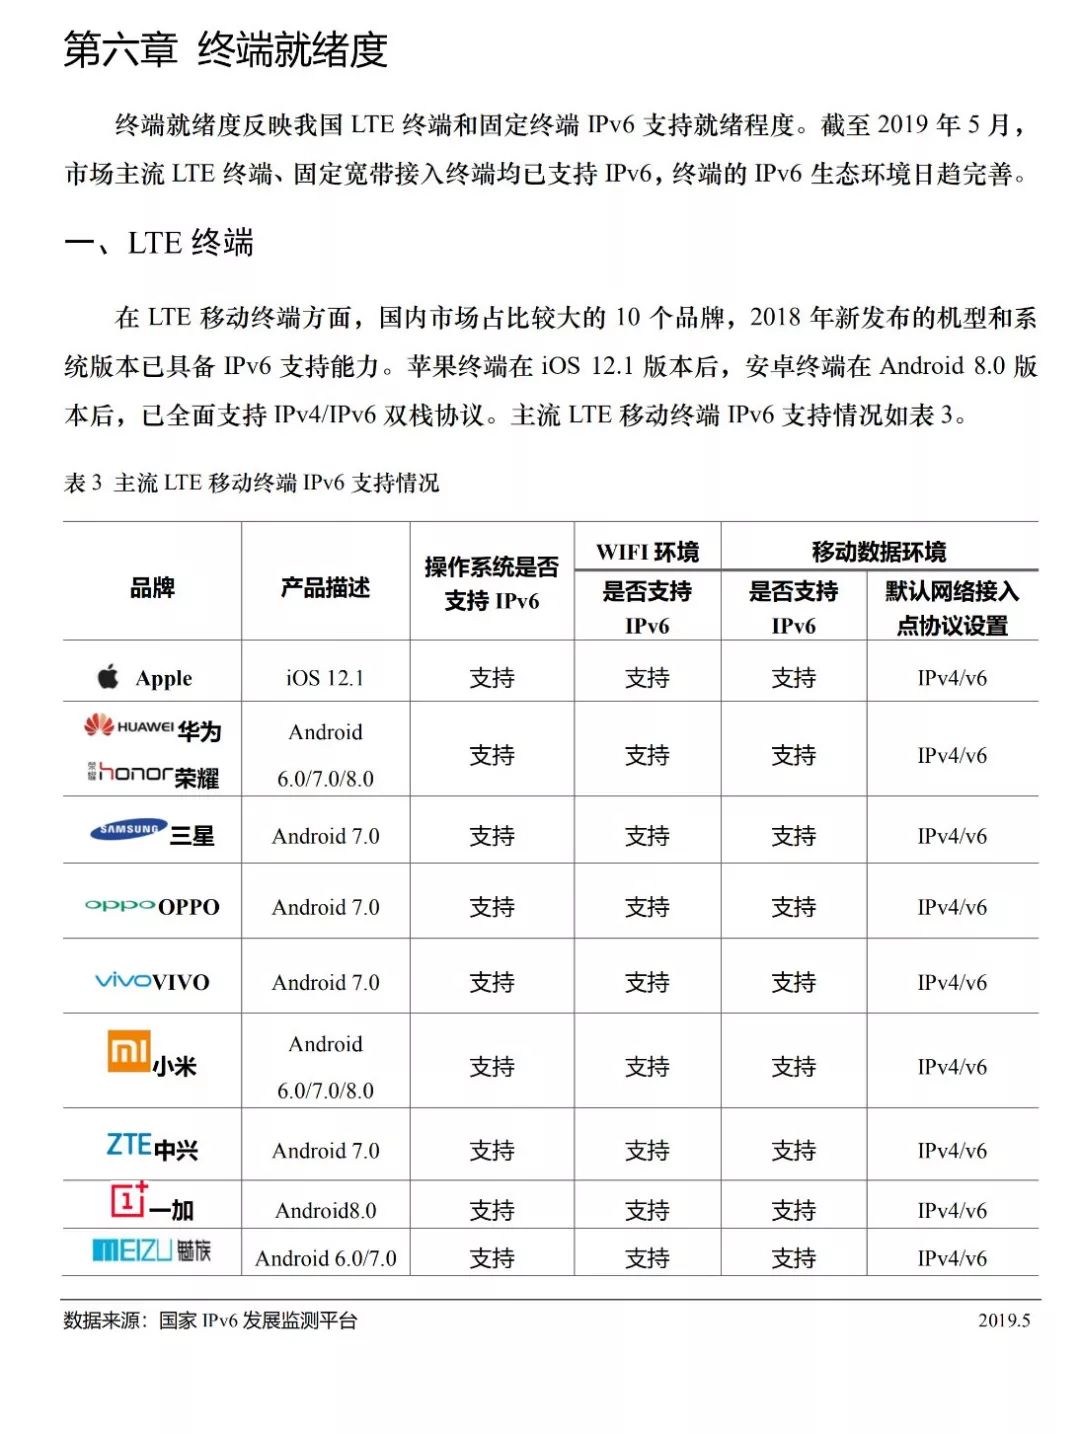 第六章 终端就绪度
终端就绪度反映我国 LTE 终端和固定终端 IPv6 支持就绪程度。截至 2019 年 5 月，
市场主流 LTE 终端、固定宽带接入终端均已支持 IPv6，终端的 IPv6 生态环境日趋完善。
一、LTE 终端
在 LTE 移动终端方面，国内市场占比较大的 10 个品牌，2018 年新发布的机型和系
统版本已具备 IPv6 支持能力。苹果终端在 iOS 12.1 版本后，安卓终端在 Android 8.0 版
本后，已全面支持 IPv4/IPv6 双栈协议。主流 LTE 移动终端 IPv6 支持情况如表 3。
表 3 主流 LTE 移动终端 IPv6 支持情况
品牌 产品描述 操作系统是否 支持 IPv6 WIFI 环境 移动数据环境
是否支持 IPv6 是否支持 IPv6 默认网络接入 点协议设置
Apple iOS 12.1 支持 支持 支持 IPv4/v6
HUAWEI 华为 Android
支持 支持 支持 IPv4/v6
荣耀 honor 荣耀 6.0/7.0/8.0
SAMSUNG 三星 Android 7.0 支持 支持 支持 IPv4/v6
oppo OPPO Android 7.0 支持 支持 支持 IPv4/v6
vivo VIVO Android 7.0 支持 支持 支持 IPv4/v6
Android
mi 小米 支持 支持 支持 IPv4/v6
6.0/7.0/8.0
ZTE 中兴 Android 7.0 支持 支持 支持 IPv4/v6
1+ 一加 Android8.0 支持 支持 支持 IPv4/v6
MEIZU 魅族 Android 6.0/7.0 支持 支持 支持 IPv4/v6
数据来源：国家 IPv6 发展监测平台 2019.5